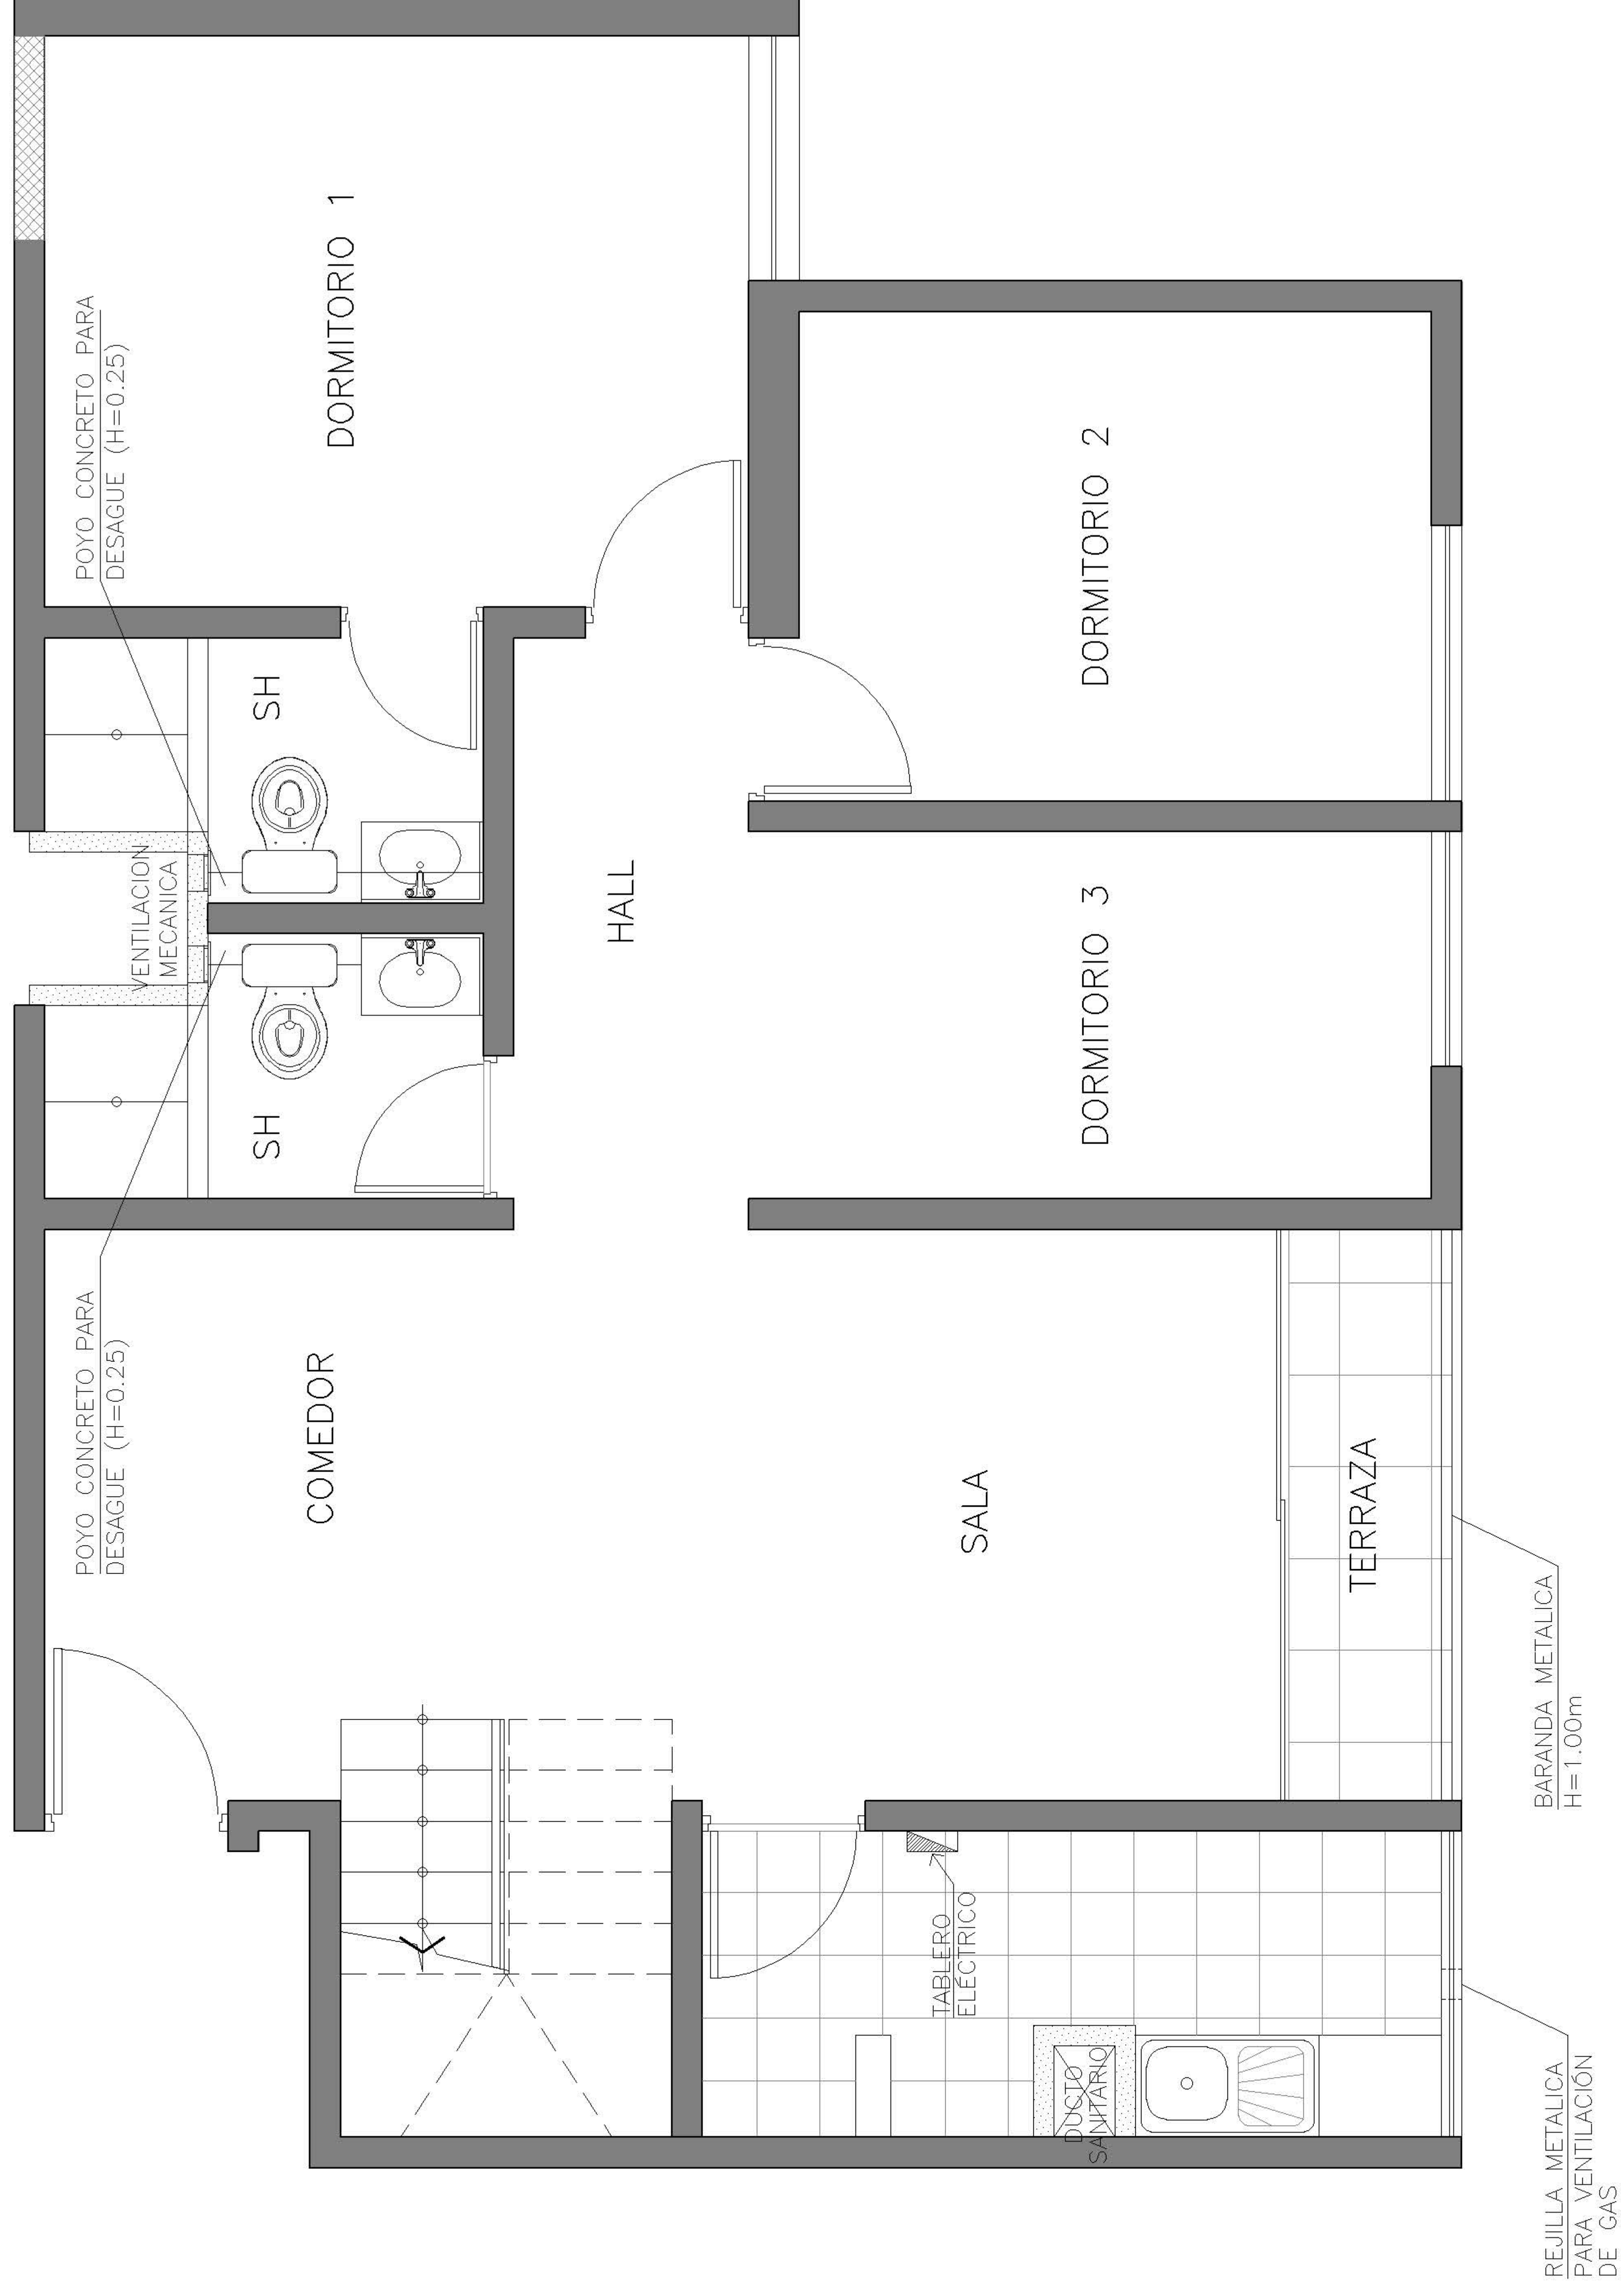 POYO CONCRETO PARA
DESAGUE (H=0.25)
DORMITORIO 1
SH
VENTILACION
MECANICA
DORMITORIO 2
HALL
DORMITORIO 3
SH
POYO CONCRETO PARA
DESAGUE (H=0.25)
COMEDOR
SALA
TERRAZA
BARANDA METALICA
H=1.00m
TABLERO
ELÉCTRICO
DUCTO
SANITARIO
REJILLA METALICA
PARA VENTILACIÓN
DE GAS